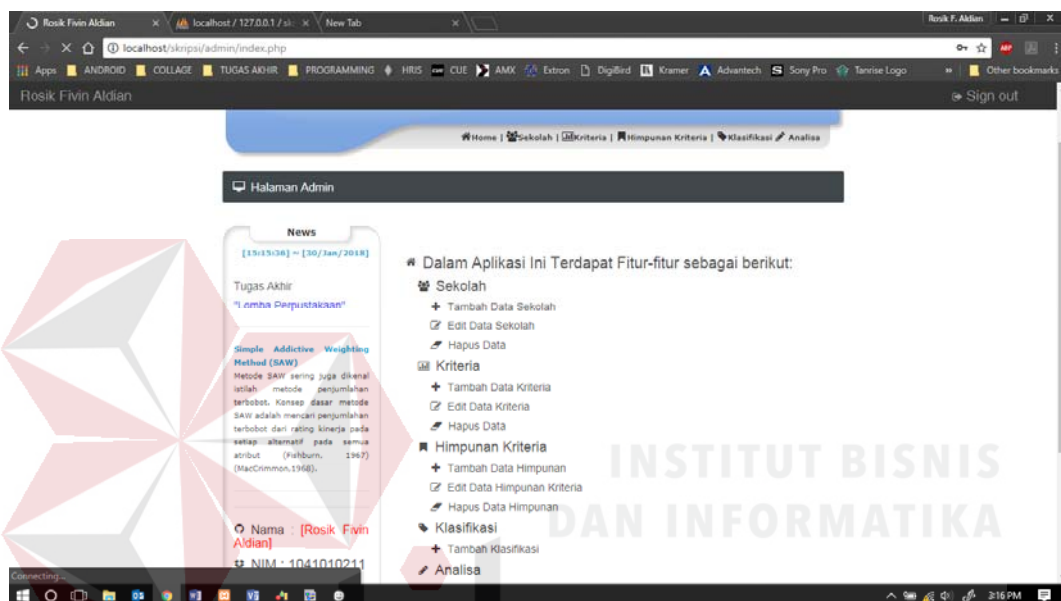 Rosik Fivin Aldian
localhost / 127.0.0.1 / sk
New Tab
Rosik F. Aldian
localhost/skripsi/admin/index.php
Apps ANDROID COLLAGE TUGAS AKHIR PROGRAMMING HRIS CUE AMX Extron DigiBird Kramer Advantech Sony Pro Tanrise Logo » Other bookmarks
Rosik Fivin Aldian
Sign out
Home | Sekolah | Kriteria | Himpunan Kriteria | Klasifikasi Analisa
Halaman Admin
News
[15:15:38] ~ [30/Jan/2018]
Tugas Akhir
"Lomba Perpustakaan"
Simple Addictive Weighting
Method (SAW)
Metode SAW sering juga dikenal
istilah metode penjumlahan
terbobot. Konsep dasar metode
SAW adalah mencari penjumlahan
terbobot dari rating kinerja pada
setiap alternatif pada semua
atribut (Fishburn, 1967)
(MacCrimmon,1968).
Nama : [Rosik Fivin
Aldian]
NIM : 1041010211
Dalam Aplikasi Ini Terdapat Fitur-fitur sebagai berikut:
Sekolah
Tambah Data Sekolah
Edit Data Sekolah
Hapus Data
Kriteria
Tambah Data Kriteria
Edit Data Kriteria
Hapus Data
Himpunan Kriteria
Tambah Data Himpunan
Edit Data Himpunan Kriteria
Hapus Data Himpunan
Klasifikasi
Tambah Klasifikasi
Analisa
INSTITUT BISNIS
DAN INFORMATIKA
Connecting...
3:16 PM